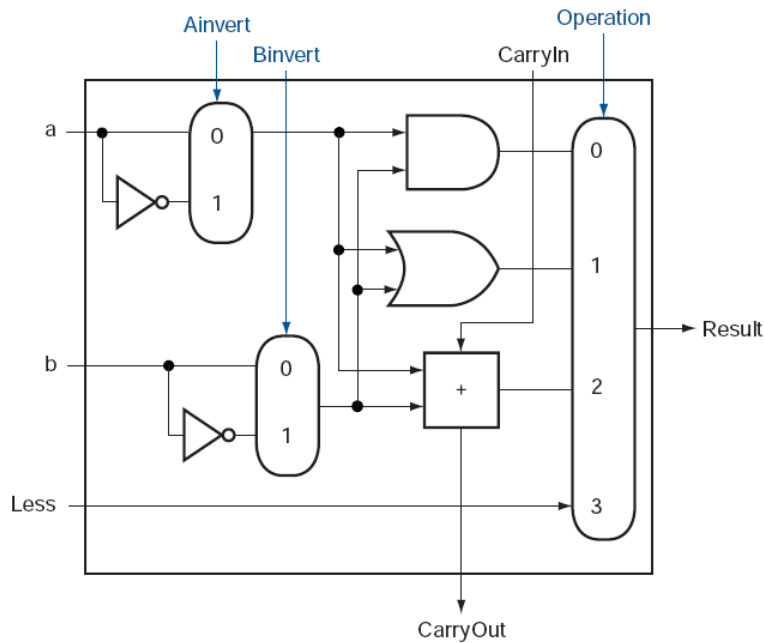 Operation
Ainvert
Binvert
CarryIn
a
0
1
0
1
b
0
1
+
2
Less
3
Result
CarryOut